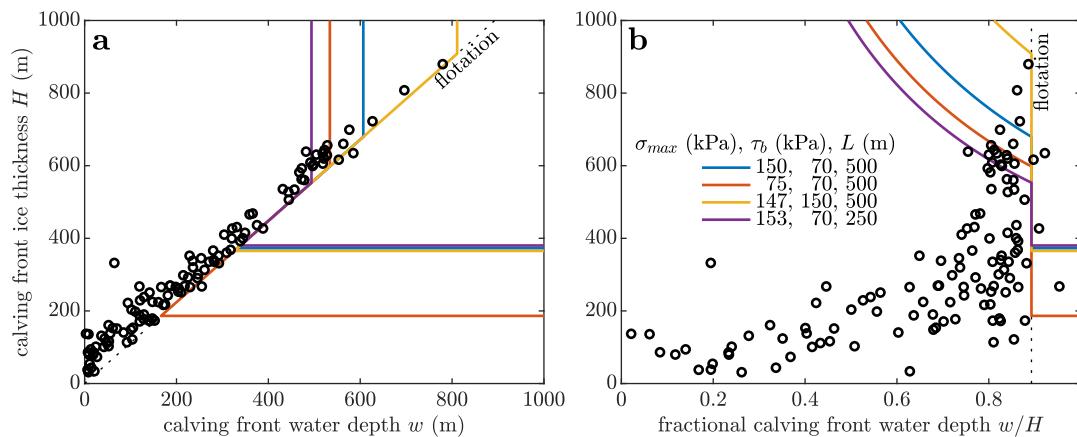 a
calving front ice thickness H (m)
1000
800
600
400
200
0
0
200
400
600
800
1000
calving front water depth w (m)
flotation
b
1000
800
600
400
200
0
0
0.2
0.4
0.6
0.8
fractional calving front water depth w/H
flotation
σmax (kPa), τb (kPa), L (m)
150, 70, 500
75, 70, 500
147, 150, 500
153, 70, 250